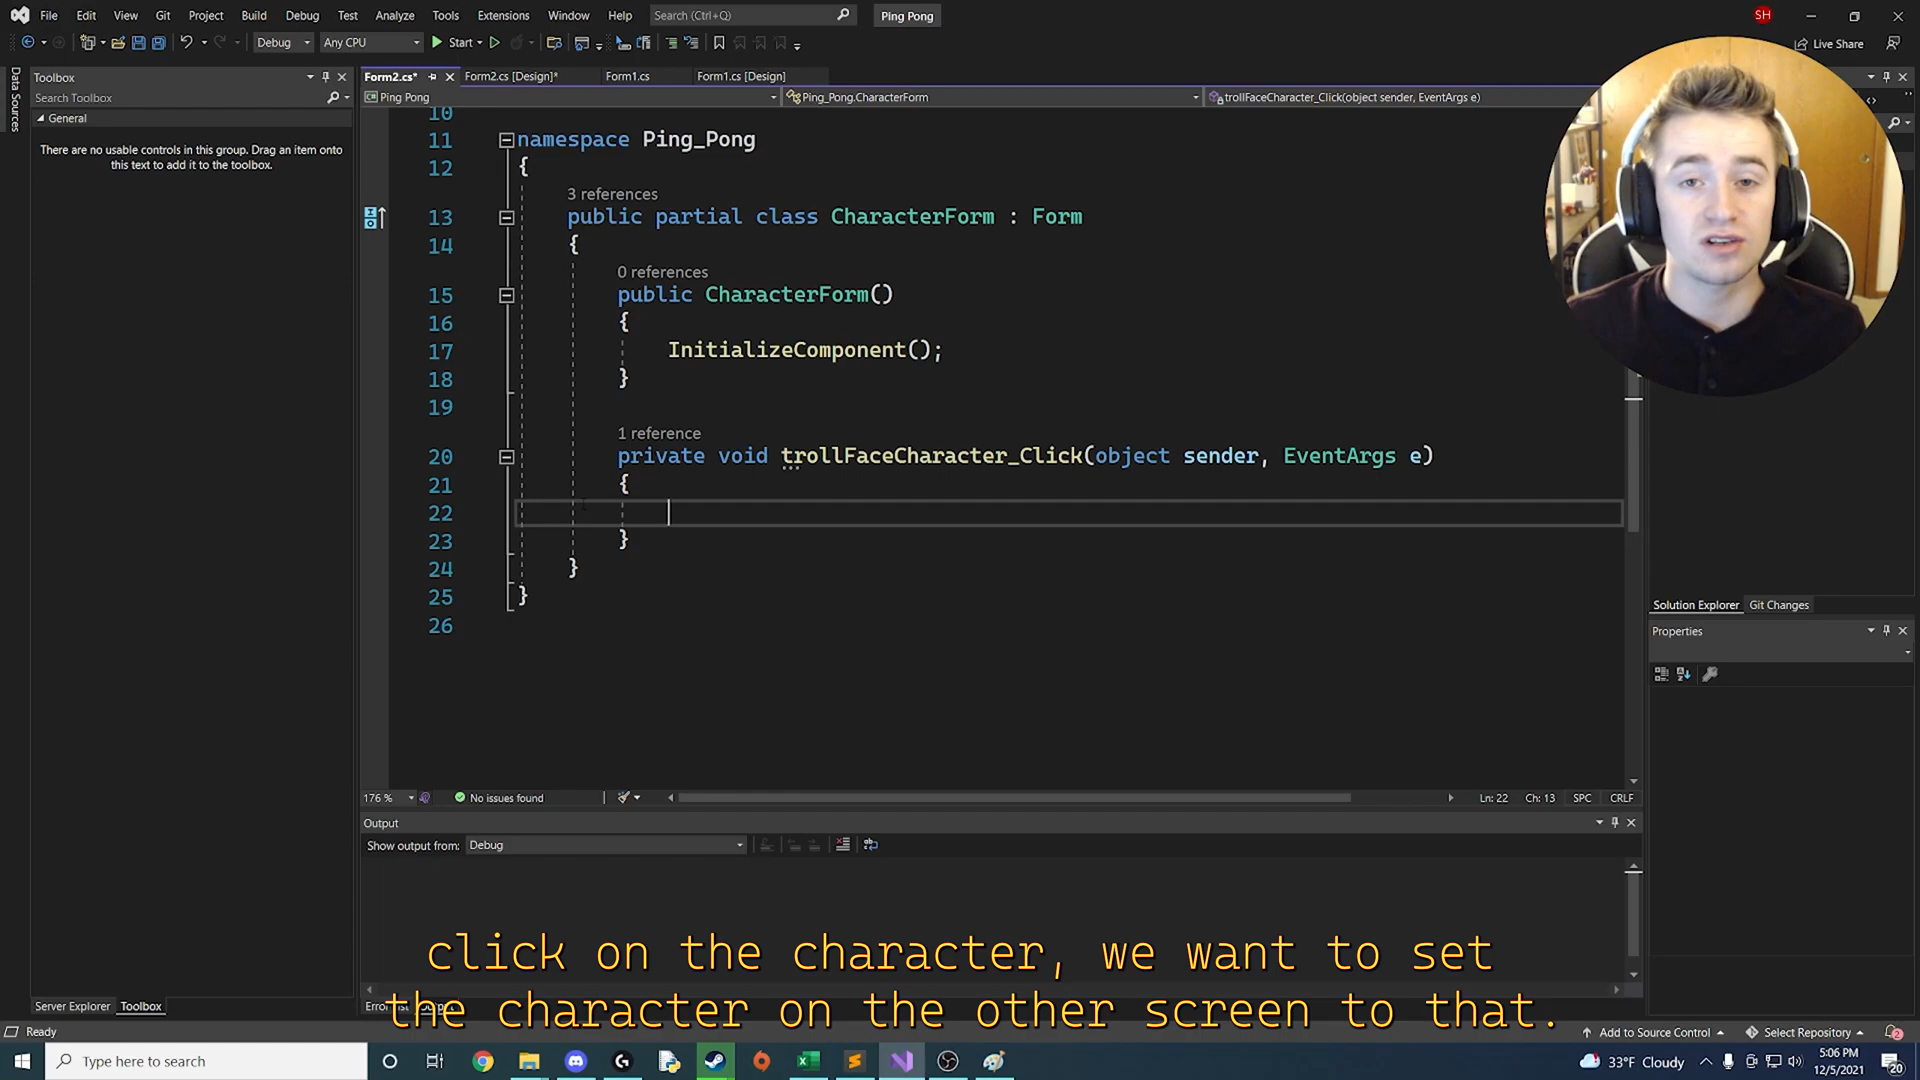 File Edit View Git Project Build Debug Test Analyze Tools Extensions Window Help Search (Ctrl+Q) Ping Pong SH
Debug Any CPU Start Live Share
Data Sources
Toolbox
Search Toolbox
General
There are no usable controls in this group. Drag an item onto
this text to add it to the toolbox.
Server Explorer Toolbox
Form2.cs* Form2.cs [Design]* Form1.cs Form1.cs [Design]
Ping Pong Ping_Pong.CharacterForm trollFaceCharacter_Click(object sender, EventArgs e)
10
11 namespace Ping_Pong
12 {
3 references
13 public partial class CharacterForm : Form
14 {
0 references
15 public CharacterForm()
16 {
17 InitializeComponent();
18 }
19
1 reference
20 private void trollFaceCharacter_Click(object sender, EventArgs e)
21 {
22
23 }
24 }
25 }
26
176 % No issues found Ln: 22 Ch: 13 SPC CRLF
Output
Show output from: Debug
Solution Explorer Git Changes
Properties
click on the character, we want to set
the character on the other screen to that.
Ready Add to Source Control Select Repository 2
Type here to search 33°F Cloudy 5:06 PM
12/5/2021 20